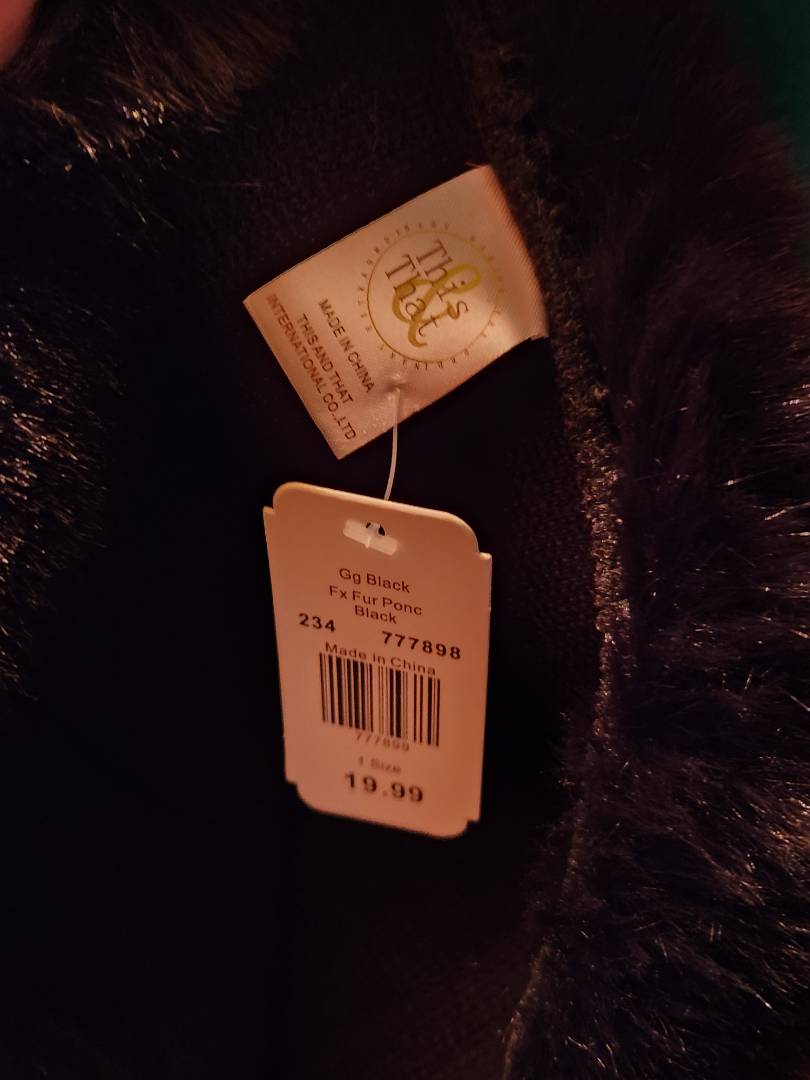 This
&
That
MADE IN CHINA
THIS AND THAT
INTERNATIONAL CO.,LTD
Gg Black
Fx Fur Ponc
Black
234 777898
Made in China
1 Size
19.99